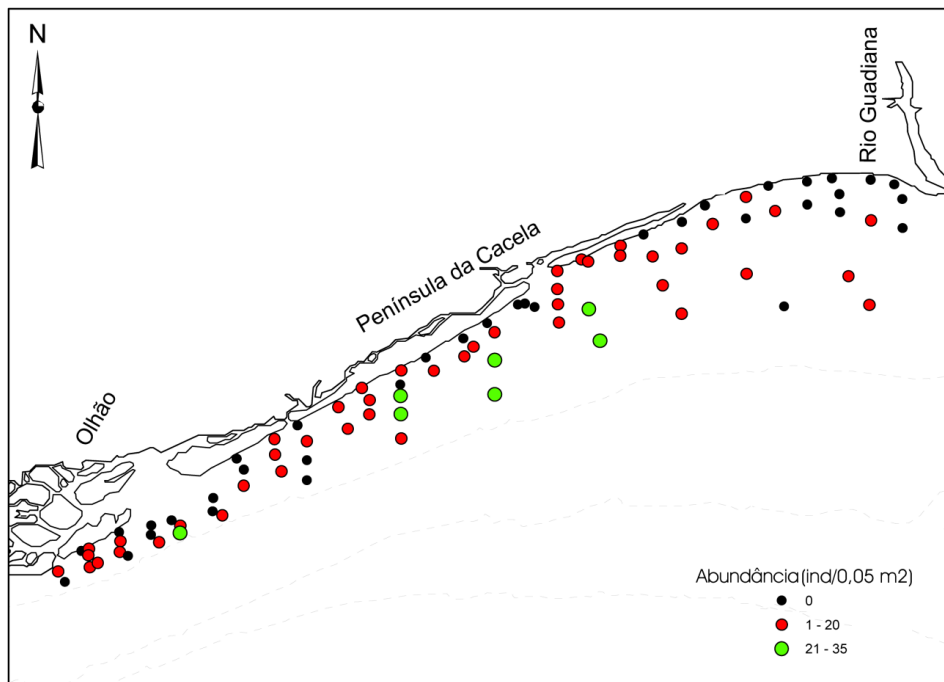 N
Rio Guadiana
Península da Cacela
Olhão
Abundância(ind/0,05 m2)
0
1 - 20
21 - 35